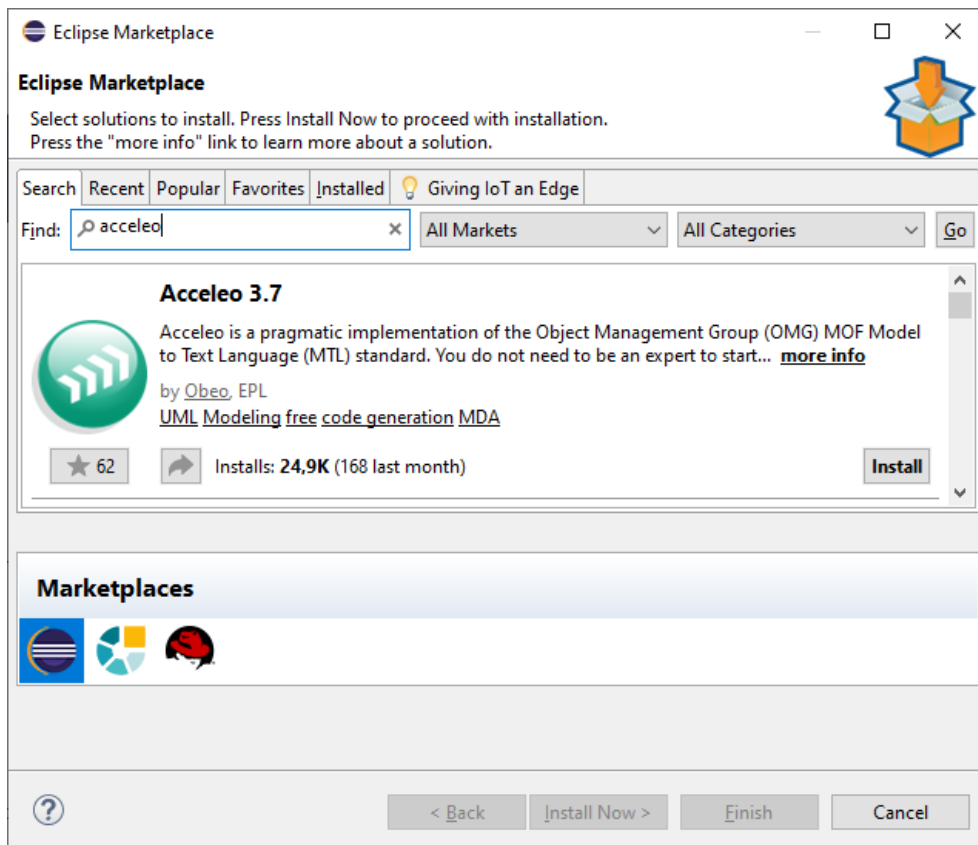 Eclipse Marketplace
Eclipse Marketplace
Select solutions to install. Press Install Now to proceed with installation.
Press the "more info" link to learn more about a solution.
Search Recent Popular Favorites Installed Giving IoT an Edge
Find: acceleo All Markets All Categories Go
Acceleo 3.7
Acceleo is a pragmatic implementation of the Object Management Group (OMG) MOF Model
to Text Language (MTL) standard. You do not need to be an expert to start... more info
by Obeo, EPL
UML Modeling free code generation MDA
62 Installs: 24,9K (168 last month) Install
Marketplaces
< Back Install Now > Finish Cancel